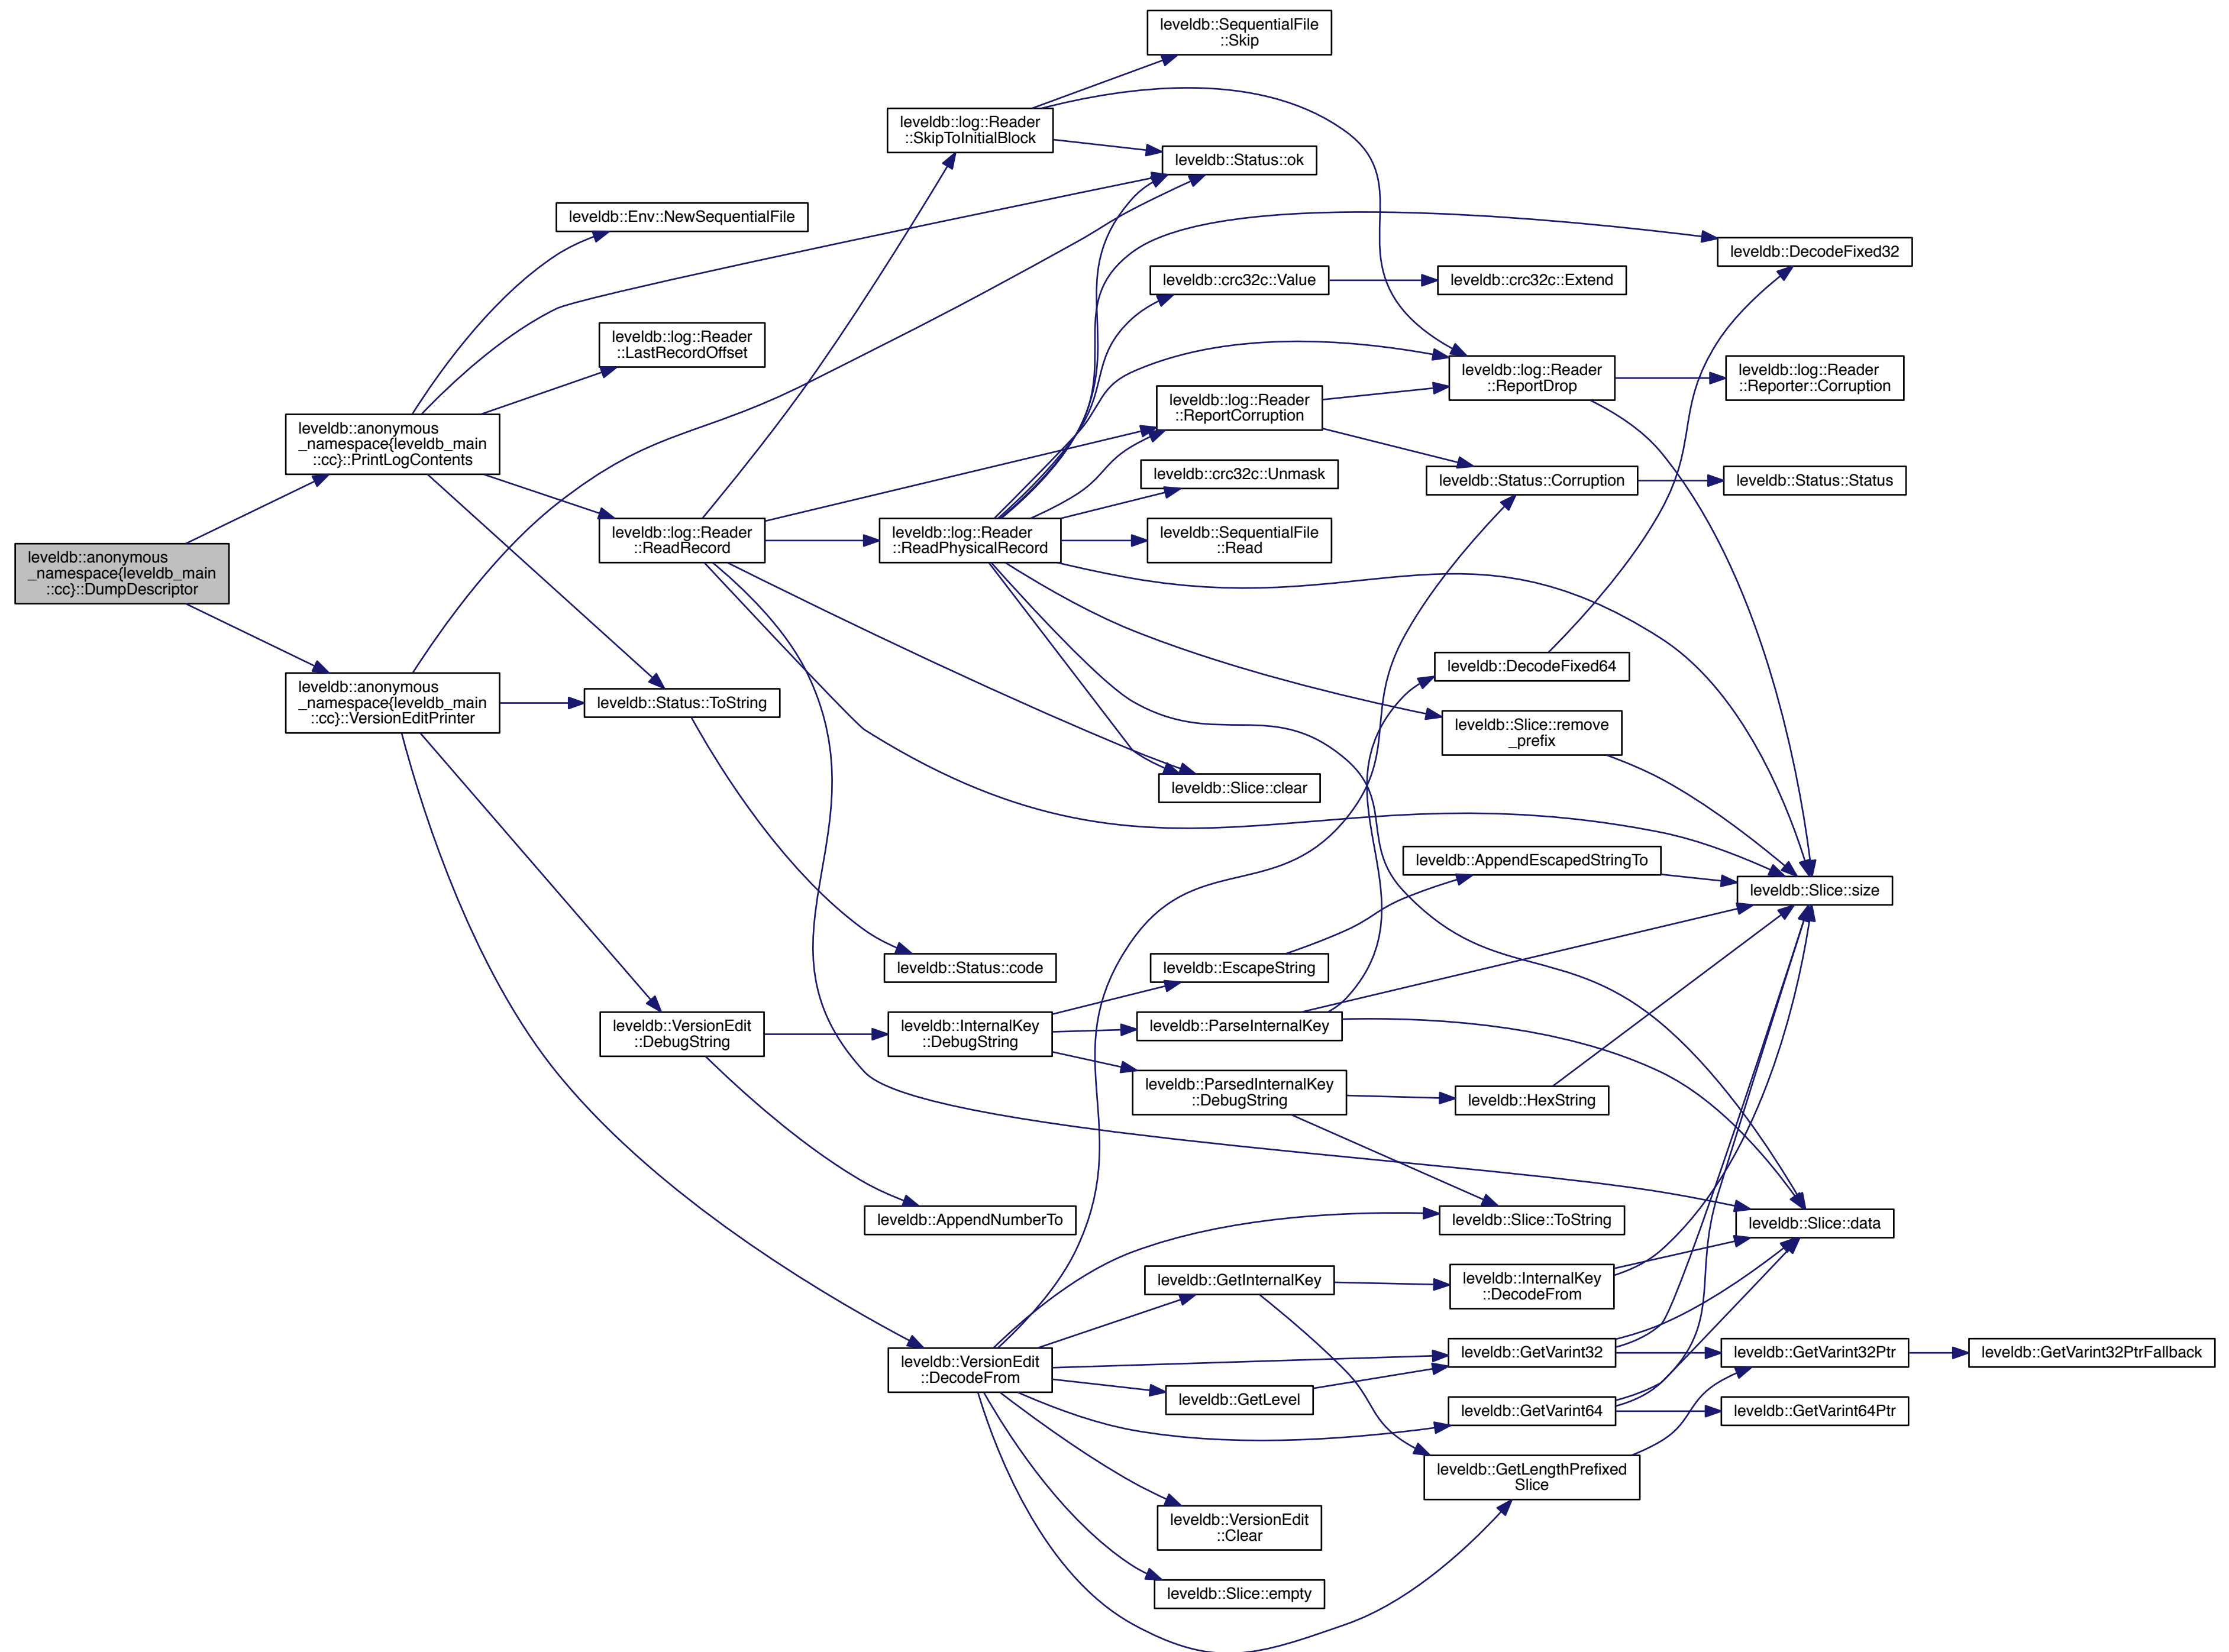 leveldb::SequentialFile
::Skip
leveldb::log::Reader
::SkipToInitialBlock
leveldb::Status::ok
leveldb::Env::NewSequentialFile
leveldb::DecodeFixed32
leveldb::crc32c::Value
leveldb::crc32c::Extend
leveldb::log::Reader
::LastRecordOffset
leveldb::log::Reader
::ReportDrop
leveldb::log::Reader
::Reporter::Corruption
leveldb::log::Reader
::ReportCorruption
leveldb::anonymous
_namespace{leveldb_main
::cc}::PrintLogContents
leveldb::crc32c::Unmask
leveldb::Status::Corruption
leveldb::Status::Status
leveldb::log::Reader
::ReadRecord
leveldb::log::Reader
::ReadPhysicalRecord
leveldb::SequentialFile
::Read
leveldb::anonymous
_namespace{leveldb_main
::cc}::DumpDescriptor
leveldb::DecodeFixed64
leveldb::anonymous
_namespace{leveldb_main
::cc}::VersionEditPrinter
leveldb::Status::ToString
leveldb::Slice::remove
_prefix
leveldb::Slice::clear
leveldb::AppendEscapedStringTo
leveldb::Slice::size
leveldb::Status::code
leveldb::EscapeString
leveldb::VersionEdit
::DebugString
leveldb::InternalKey
::DebugString
leveldb::ParseInternalKey
leveldb::ParsedInternalKey
::DebugString
leveldb::HexString
leveldb::AppendNumberTo
leveldb::Slice::ToString
leveldb::Slice::data
leveldb::GetInternalKey
leveldb::InternalKey
::DecodeFrom
leveldb::VersionEdit
::DecodeFrom
leveldb::GetVarint32
leveldb::GetVarint32Ptr
leveldb::GetVarint32PtrFallback
leveldb::GetLevel
leveldb::GetVarint64
leveldb::GetVarint64Ptr
leveldb::GetLengthPrefixed
Slice
leveldb::VersionEdit
::Clear
leveldb::Slice::empty